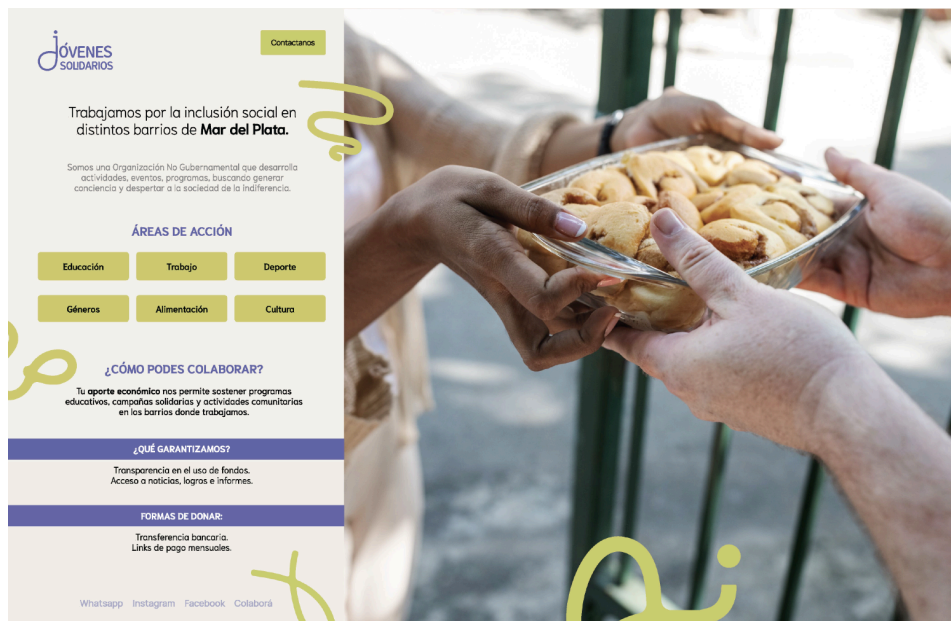 JÓVENES
SOLIDARIOS
Contactanos
Trabajamos por la inclusión social en
distintos barrios de Mar del Plata.
Somos una Organización No Gubernamental que desarrolla
actividades, eventos, programas, buscando generar
conciencia y despertar a la sociedad de la indiferencia.
ÁREAS DE ACCIÓN
Educación Trabajo Deporte
Géneros Alimentación Cultura
¿CÓMO PODES COLABORAR?
Tu aporte económico nos permite sostener programas
educativos, campañas solidarias y actividades comunitarias
en los barrios donde trabajamos.
¿QUÉ GARANTIZAMOS?
Transparencia en el uso de fondos.
Acceso a noticias, logros e informes.
FORMAS DE DONAR:
Transferencia bancaria.
Links de pago mensuales.
Whatsapp Instagram Facebook Colaborá